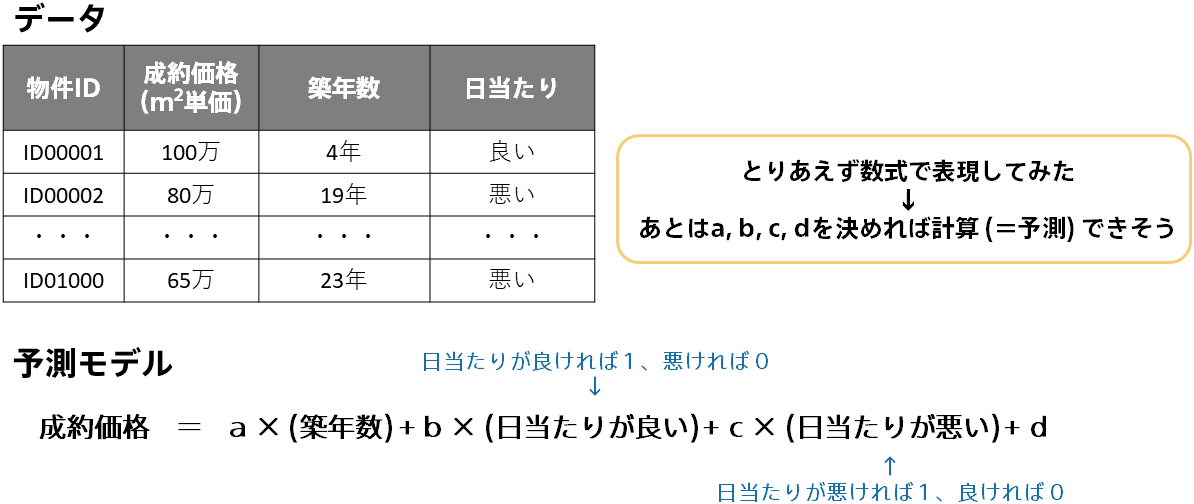 データ
物件ID 成約価格 (m²単価) 築年数 日当たり
ID00001 100万 4年 良い
ID00002 80万 19年 悪い
・・・ ・・・ ・・・ ・・・
ID01000 65万 23年 悪い
とりあえず数式で表現してみた
↓
あとはa, b, c, dを決めれば計算 (＝予測) できそう
予測モデル
日当たりが良ければ１、悪ければ０
↓
成約価格 ＝ a × (築年数) + b × (日当たりが良い) + c × (日当たりが悪い) + d
↑
日当たりが悪ければ１、良ければ０